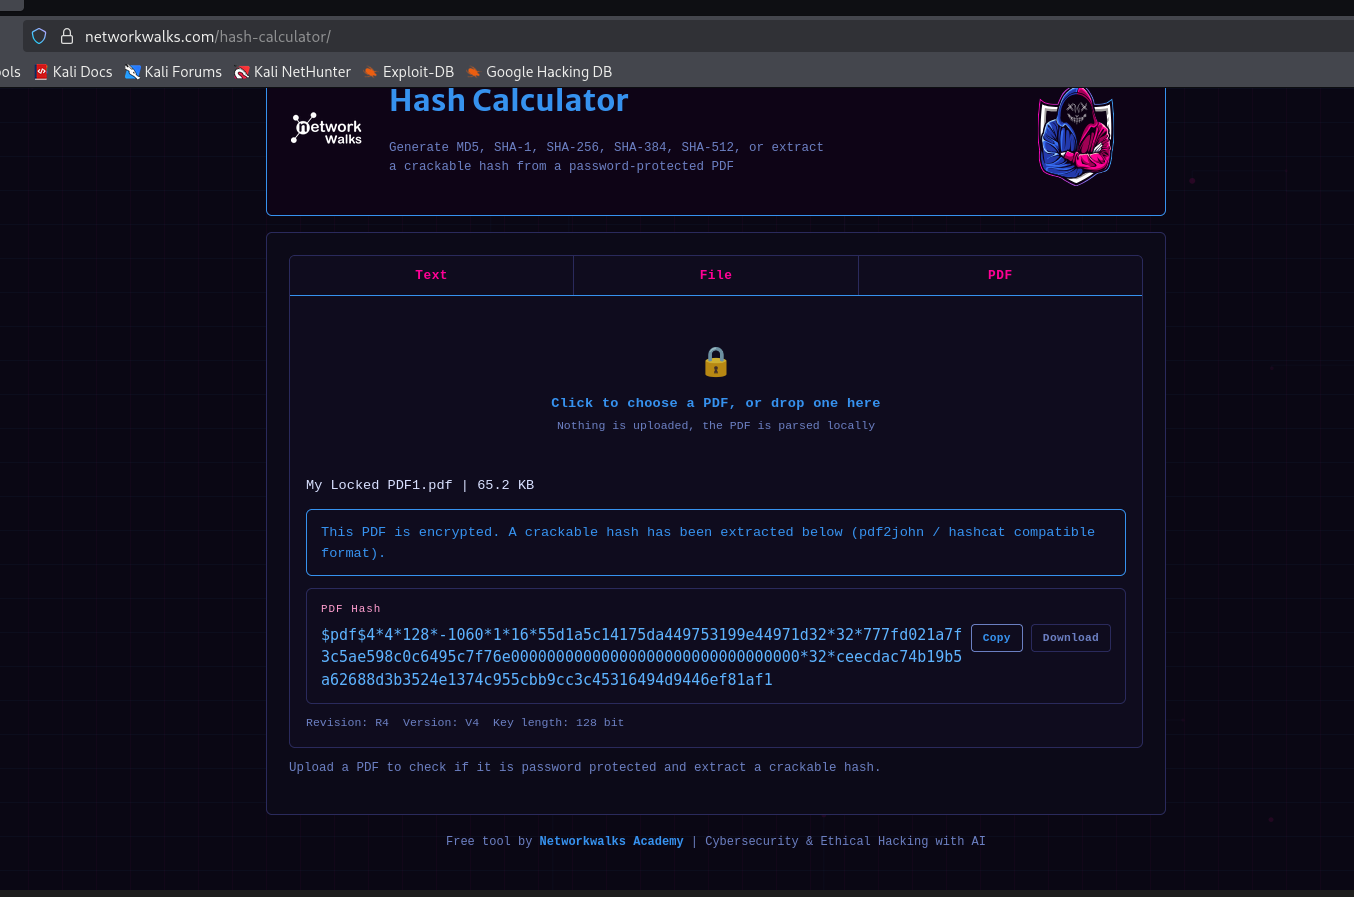 networkwalks.com/hash-calculator/
ols Kali Docs Kali Forums Kali NetHunter Exploit-DB Google Hacking DB
network
Walks
Hash Calculator
Generate MD5, SHA-1, SHA-256, SHA-384, SHA-512, or extract
a crackable hash from a password-protected PDF
Text File PDF
Click to choose a PDF, or drop one here
Nothing is uploaded, the PDF is parsed locally
My Locked PDF1.pdf | 65.2 KB
This PDF is encrypted. A crackable hash has been extracted below (pdf2john / hashcat compatible
format).
PDF Hash
$pdf$4*4*128*-1060*1*16*55d1a5c14175da449753199e44971d32*32*777fd021a7f
3c5ae598c0c6495c7f76e00000000000000000000000000000000*32*ceecdac74b19b5
a62688d3b3524e1374c955cbb9cc3c45316494d9446ef81af1
Copy Download
Revision: R4 Version: V4 Key length: 128 bit
Upload a PDF to check if it is password protected and extract a crackable hash.
Free tool by Networkwalks Academy | Cybersecurity & Ethical Hacking with AI